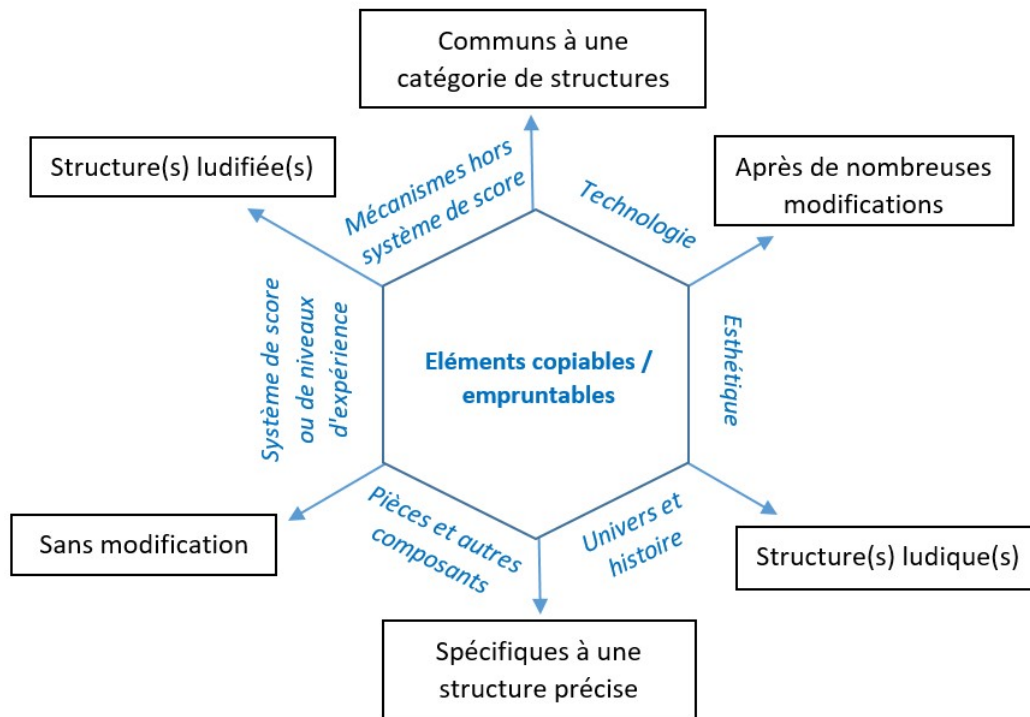 Communs à une
catégorie de structures
Structure(s) ludifiée(s)
Après de nombreuses
modifications
Mécanismes hors
système de score
Technologie
Système de score
ou de niveaux
d'expérience
Eléments copiables /
empruntables
Esthétique
Sans modification
Pièces et autres
composants
Univers et
histoire
Structure(s) ludique(s)
Spécifiques à une
structure précise